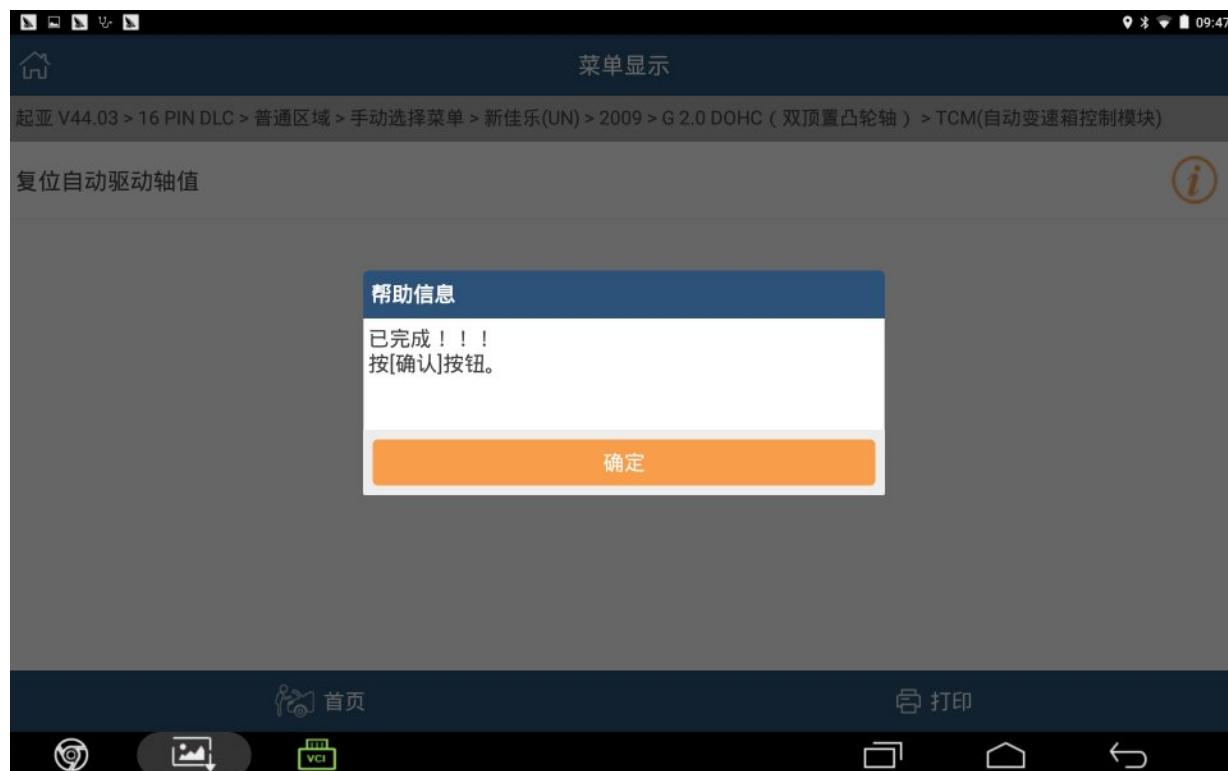 09:47
菜单显示
起亚 V44.03 > 16 PIN DLC > 普通区域 > 手动选择菜单 > 新佳乐(UN) > 2009 > G 2.0 DOHC（双顶置凸轮轴）> TCM(自动变速箱控制模块)
复位自动驱动轴值
帮助信息
已完成！！！
按[确认]按钮。
确定
首页
打印
VCI